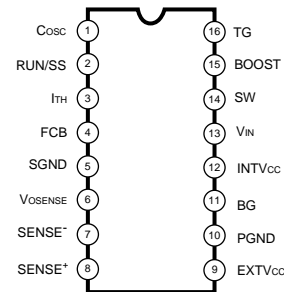 COSC 1 16 TG
RUN/SS 2 15 BOOST
ITH 3 14 SW
FCB 4 13 VIN
SGND 5 12 INTVCC
VOSENSE 6 11 BG
SENSE- 7 10 PGND
SENSE+ 8 9 EXTVCC